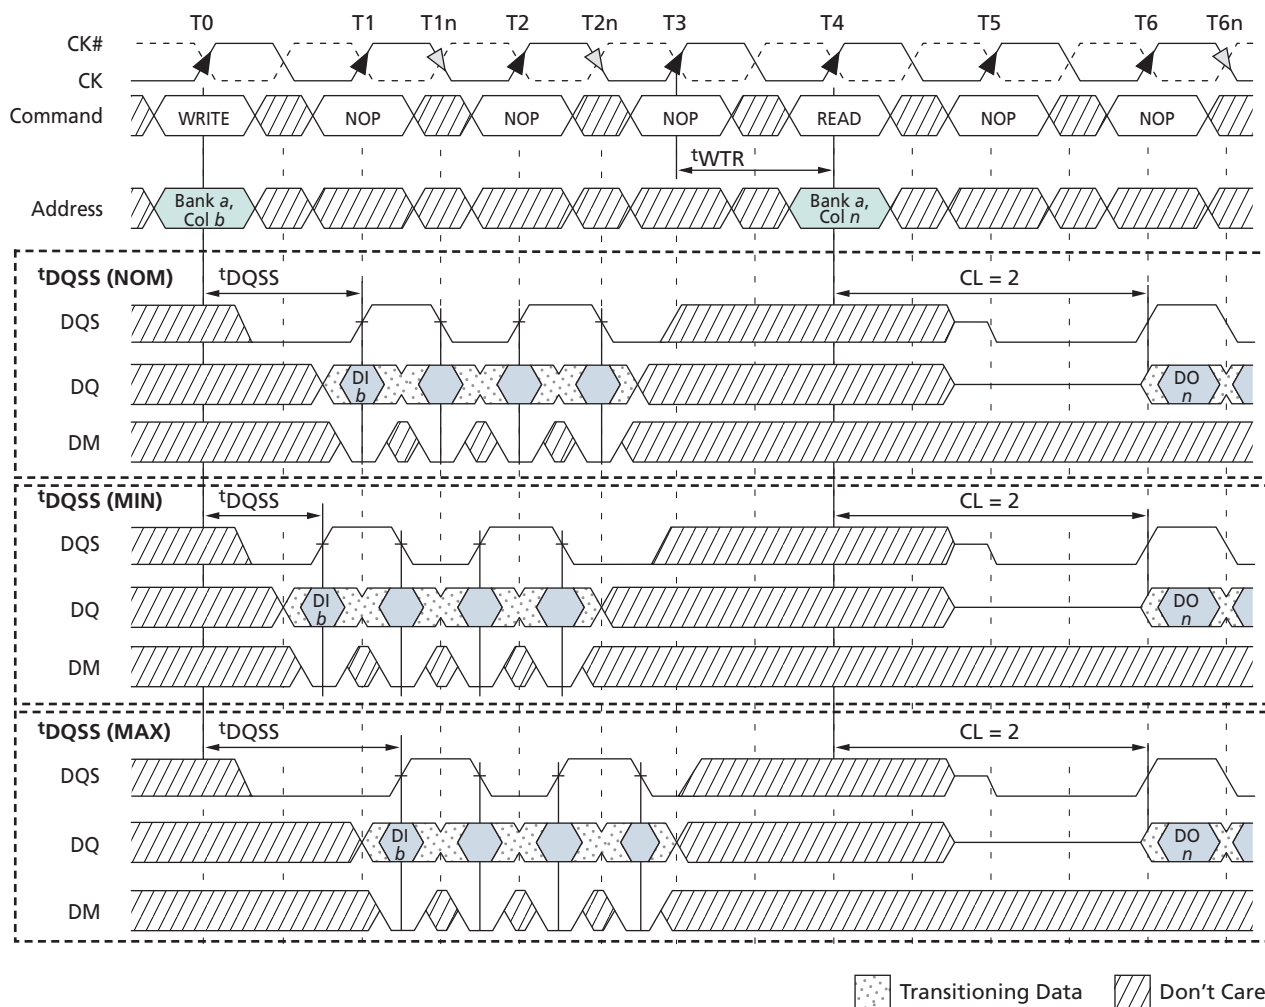 T0 T1 T1n T2 T2n T3 T4 T5 T6 T6n
CK#
CK
Command WRITE NOP NOP NOP READ NOP NOP
tWTR
Address Bank a, Col b Bank a, Col n
tDQSS (NOM) tDQSS CL = 2
DQS
DQ DI b DO n
DM
tDQSS (MIN) tDQSS CL = 2
DQS
DQ DI b DO n
DM
tDQSS (MAX) tDQSS CL = 2
DQS
DQ DI b DO n
DM
Transitioning Data Don't Care